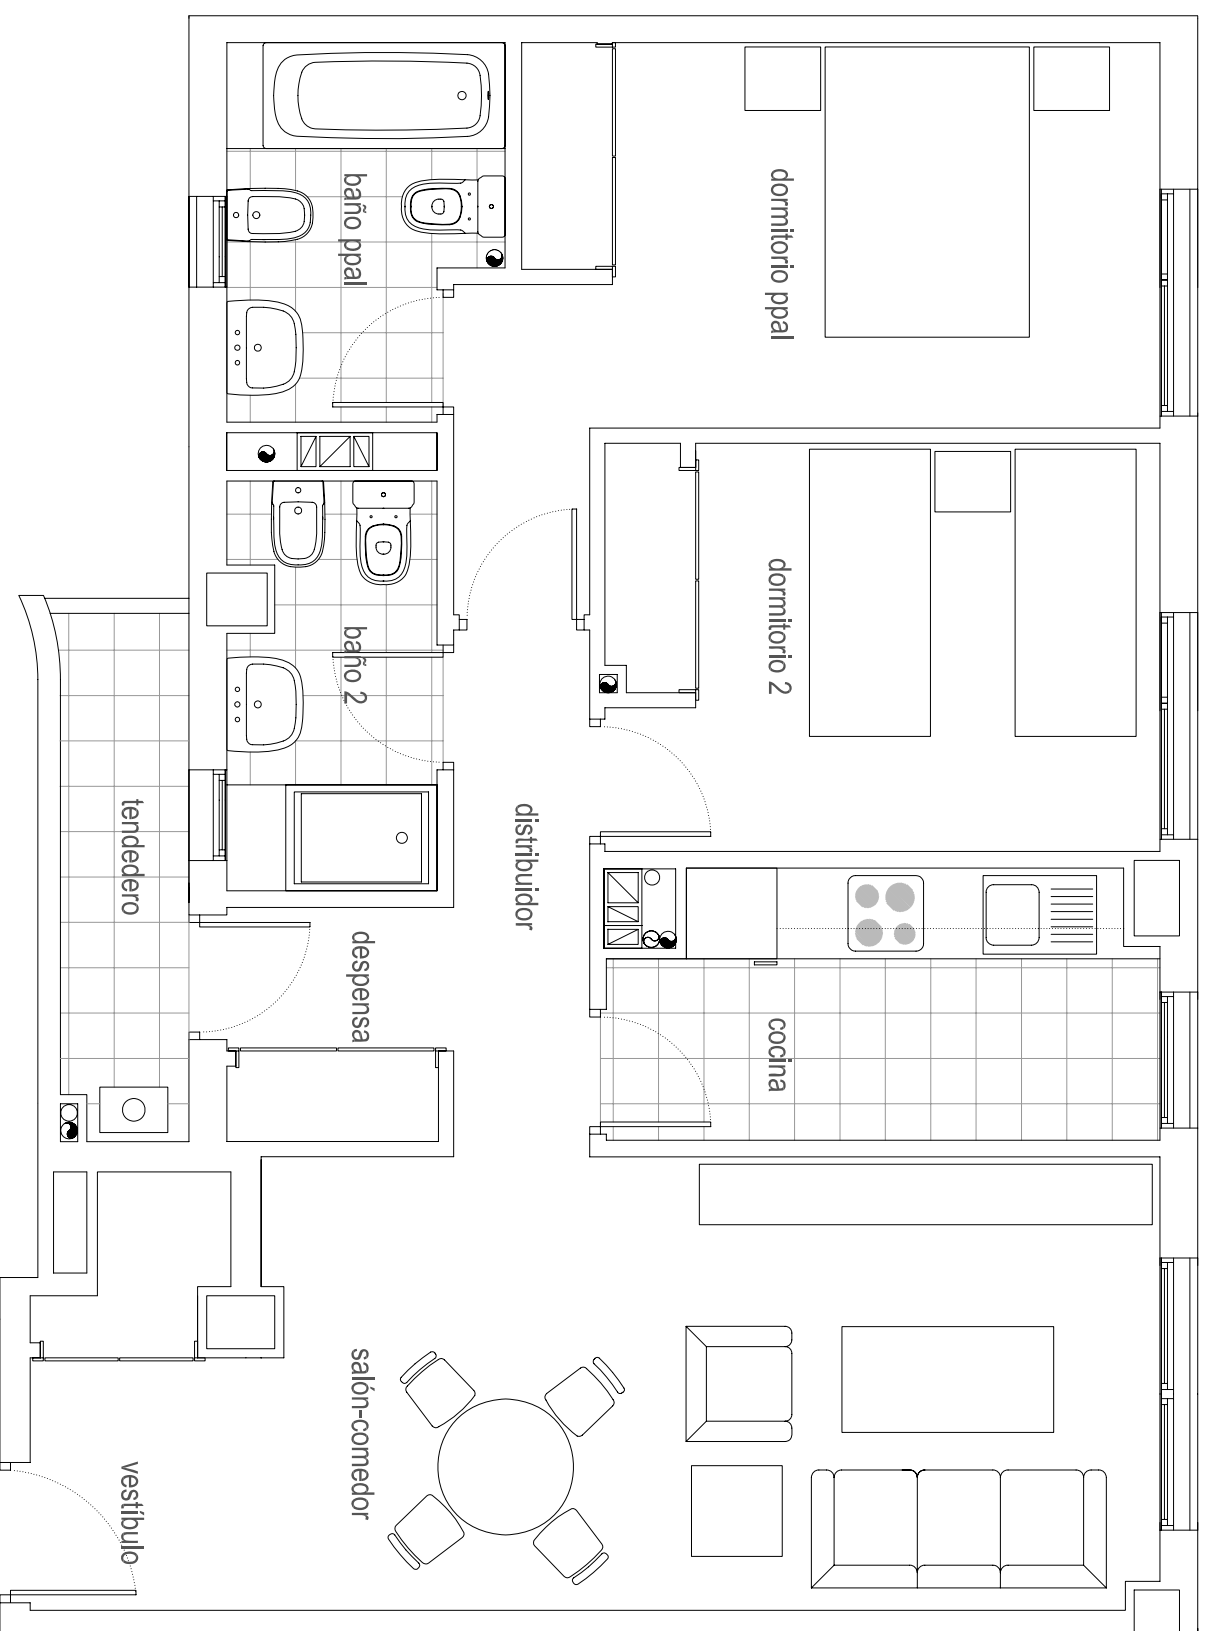 baño ppal
dormitorio ppal
baño 2
dormitorio 2
tendedero
distribuidor
despensa
cocina
salón-comedor
vestíbulo